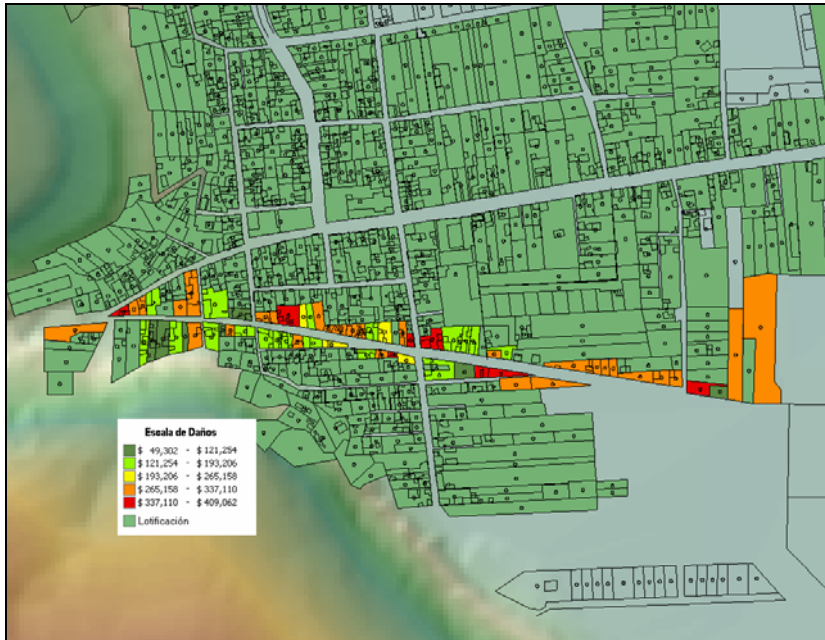 Escala de Daños
$ 49,302 - $ 121,254
$ 121,254 - $ 193,206
$ 193,206 - $ 265,158
$ 265,158 - $ 337,110
$ 337,110 - $ 409,062
Lotificación